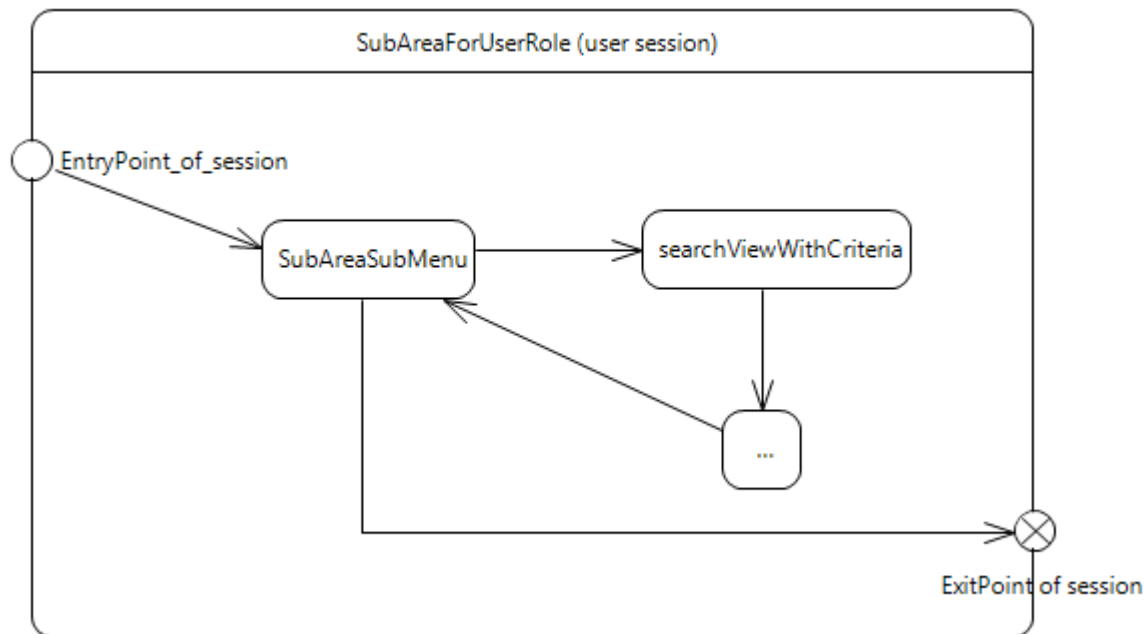 SubAreaForUserRole (user session)
EntryPoint_of_session
SubAreaSubMenu
searchViewWithCriteria
...
ExitPoint of session